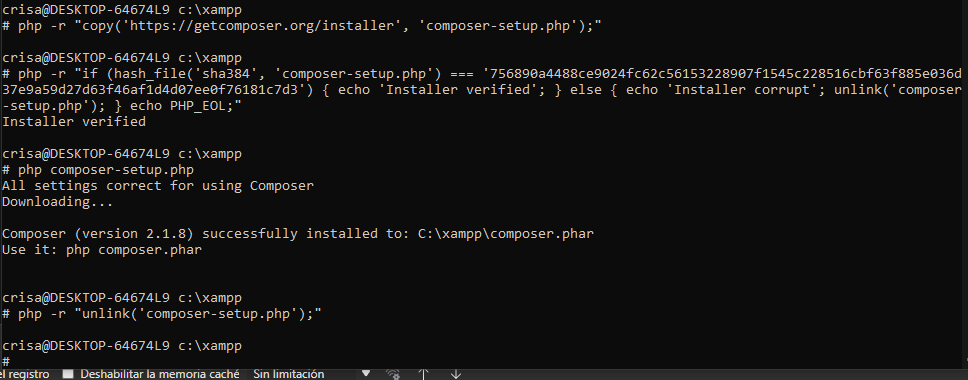 crisa@DESKTOP-64674L9 c:\xampp
# php -r "copy('https://getcomposer.org/installer', 'composer-setup.php');"
crisa@DESKTOP-64674L9 c:\xampp
# php -r "if (hash_file('sha384', 'composer-setup.php') === '756890a4488ce9024fc62c56153228907f1545c228516cbf63f885e036d
37e9a59d27d63f46af1d4d07ee0f76181c7d3') { echo 'Installer verified'; } else { echo 'Installer corrupt'; unlink('composer
-setup.php'); } echo PHP_EOL;"
Installer verified
crisa@DESKTOP-64674L9 c:\xampp
# php composer-setup.php
All settings correct for using Composer
Downloading...
Composer (version 2.1.8) successfully installed to: C:\xampp\composer.phar
Use it: php composer.phar
crisa@DESKTOP-64674L9 c:\xampp
# php -r "unlink('composer-setup.php');"
crisa@DESKTOP-64674L9 c:\xampp
#
el registro Deshabilitar la memoria caché Sin limitación